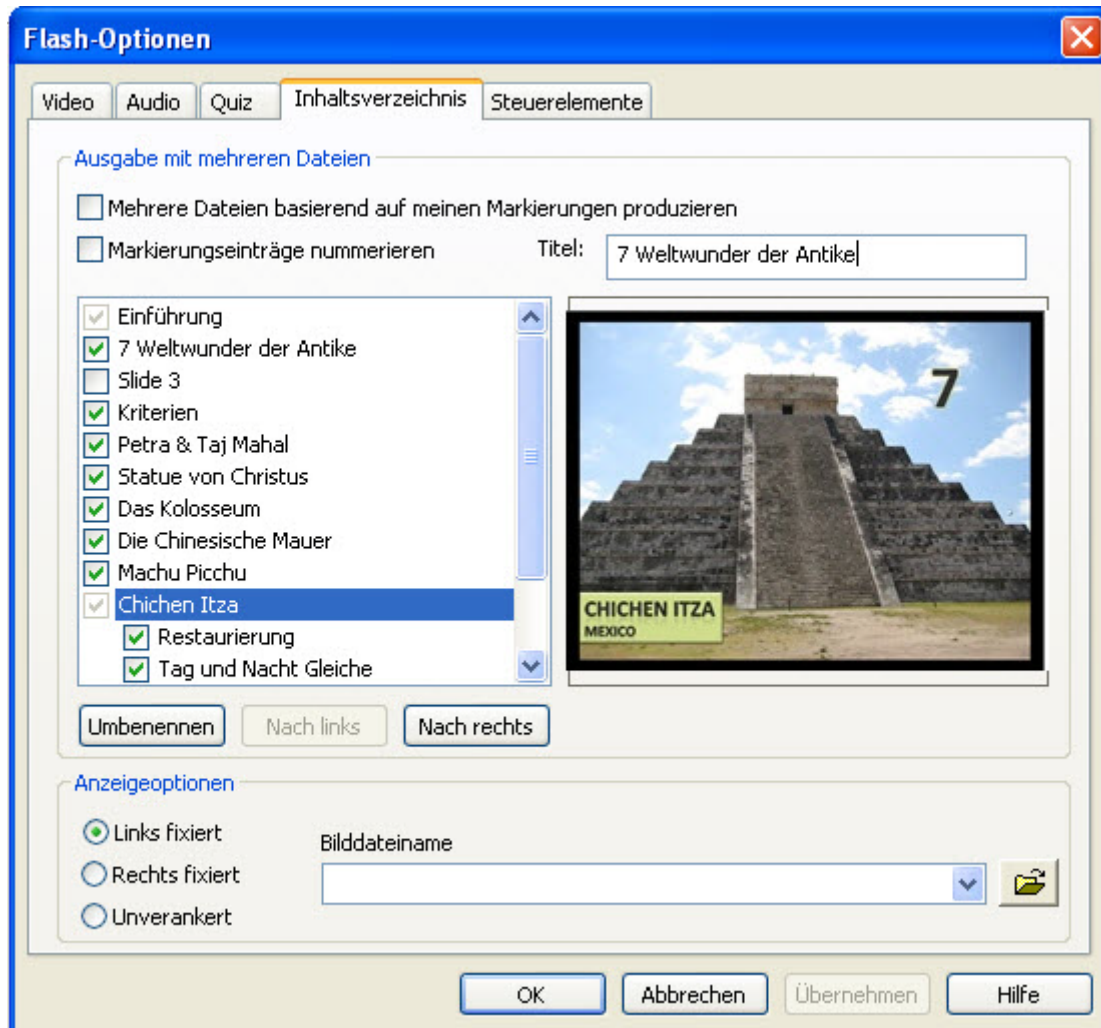 Flash-Optionen
Video Audio Quiz Inhaltsverzeichnis Steuerelemente
Ausgabe mit mehreren Dateien
Mehrere Dateien basierend auf meinen Markierungen produzieren
Markierungseinträge nummerieren Titel: 7 Weltwunder der Antike
Einführung
7 Weltwunder der Antike
Slide 3
Kriterien
Petra & Taj Mahal
Statue von Christus
Das Kolosseum
Die Chinesische Mauer
Machu Picchu
Chichen Itza
Restaurierung
Tag und Nacht Gleiche
7
CHICHEN ITZA
MEXICO
Umbenennen Nach links Nach rechts
Anzeigeoptionen
Links fixiert
Rechts fixiert
Unverankert
Bilddateiname
OK Abbrechen Übernehmen Hilfe